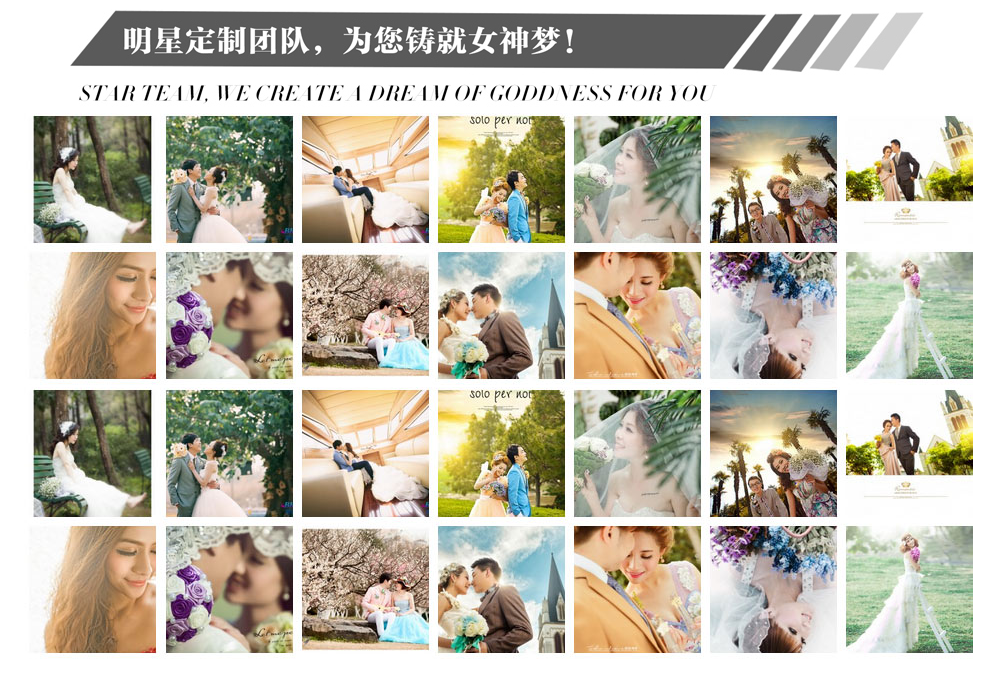 明星定制团队，为您铸就女神梦！
STAR TEAM, WE CREATE A DREAM OF GODDNESS FOR YOU
solo per noi
solo per noi